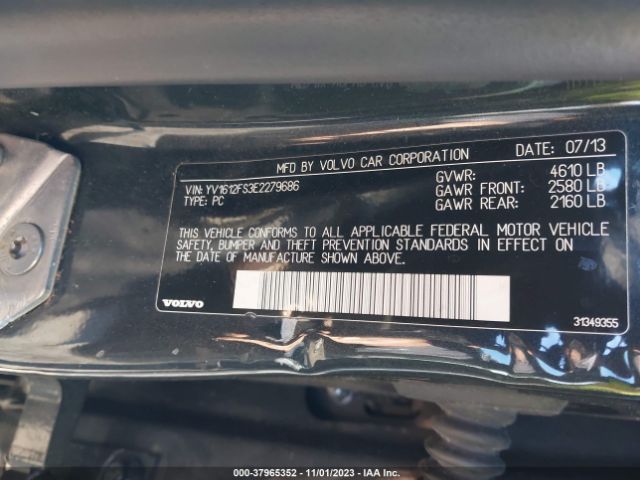 MFD BY VOLVO CAR CORPORATION DATE: 07/13
VIN: YV1612FS3E2279686 GVWR: 4610 LB
TYPE: PC GAWR FRONT: 2580 LB
GAWR REAR: 2160 LB
THIS VEHICLE CONFORMS TO ALL APPLICABLE FEDERAL MOTOR VEHICLE
SAFETY, BUMPER AND THEFT PREVENTION STANDARDS IN EFFECT ON
THE DATE OF MANUFACTURE SHOWN ABOVE.
VOLVO
31349355
000-37965352 | 11/01/2023 | IAA Inc.